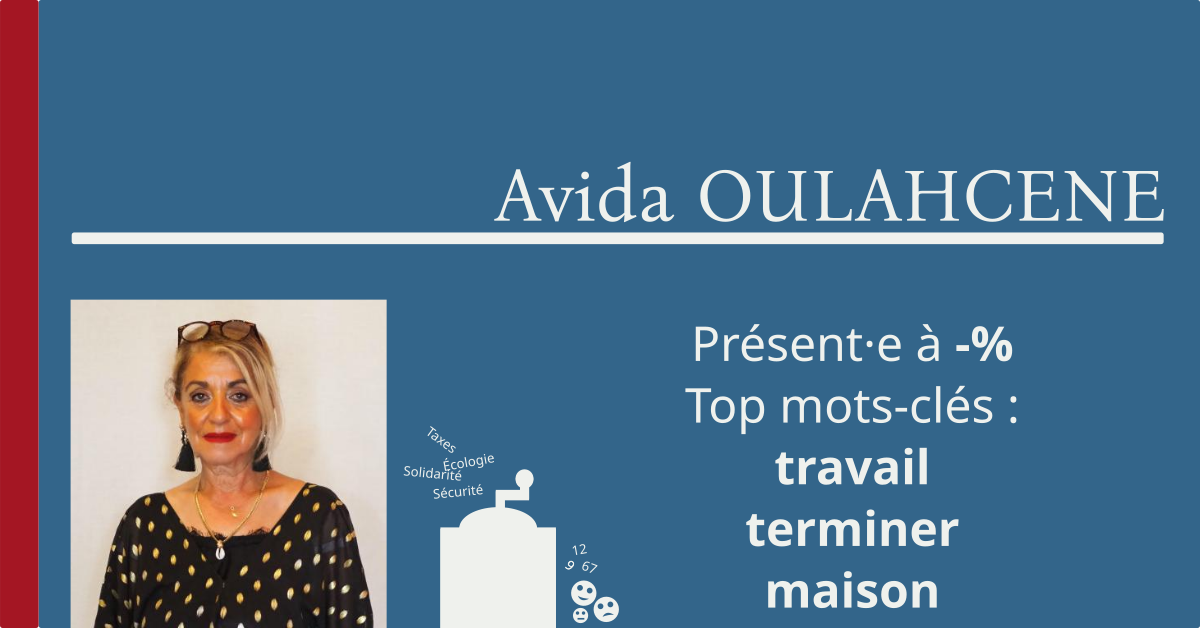 Avida OULAHCENE
Présent·e à -%
Top mots-clés :
travail
terminer
maison
Taxes
Écologie
Solidarité
Sécurité
12
9 67